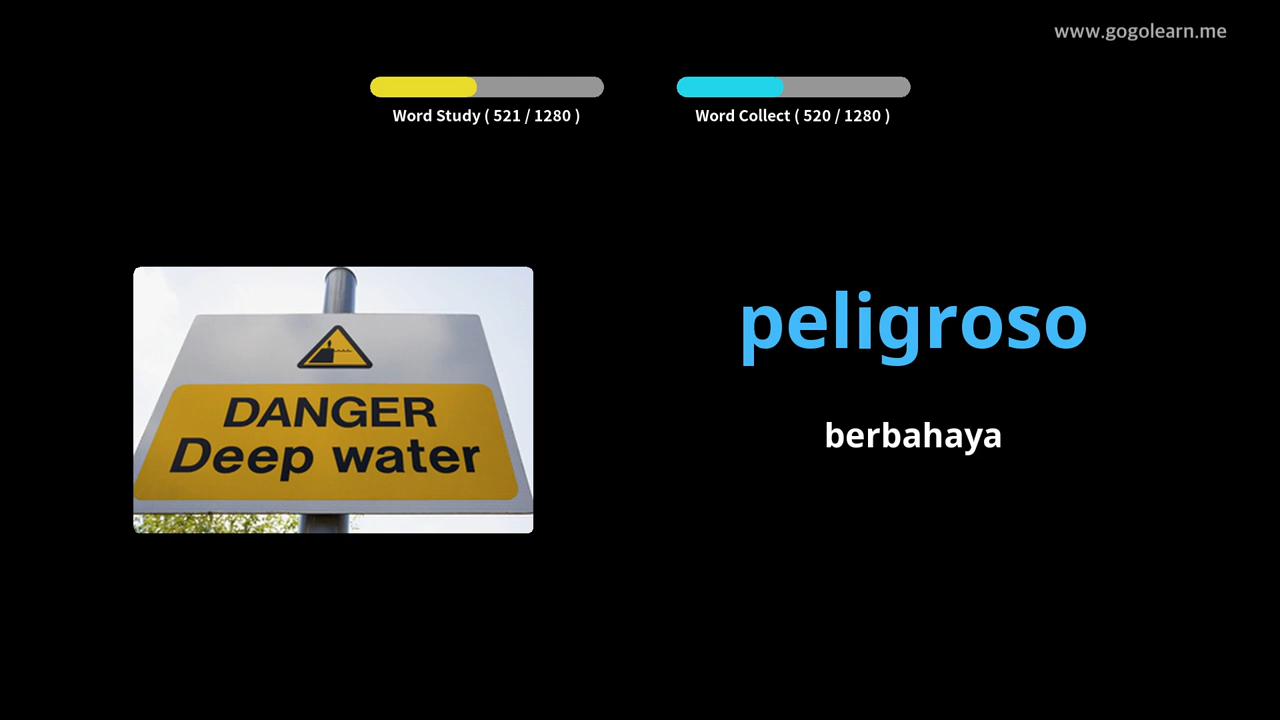 www.gogolearn.me
Word Study ( 521 / 1280 )
Word Collect ( 520 / 1280 )
DANGER
Deep water
peligroso
berbahaya